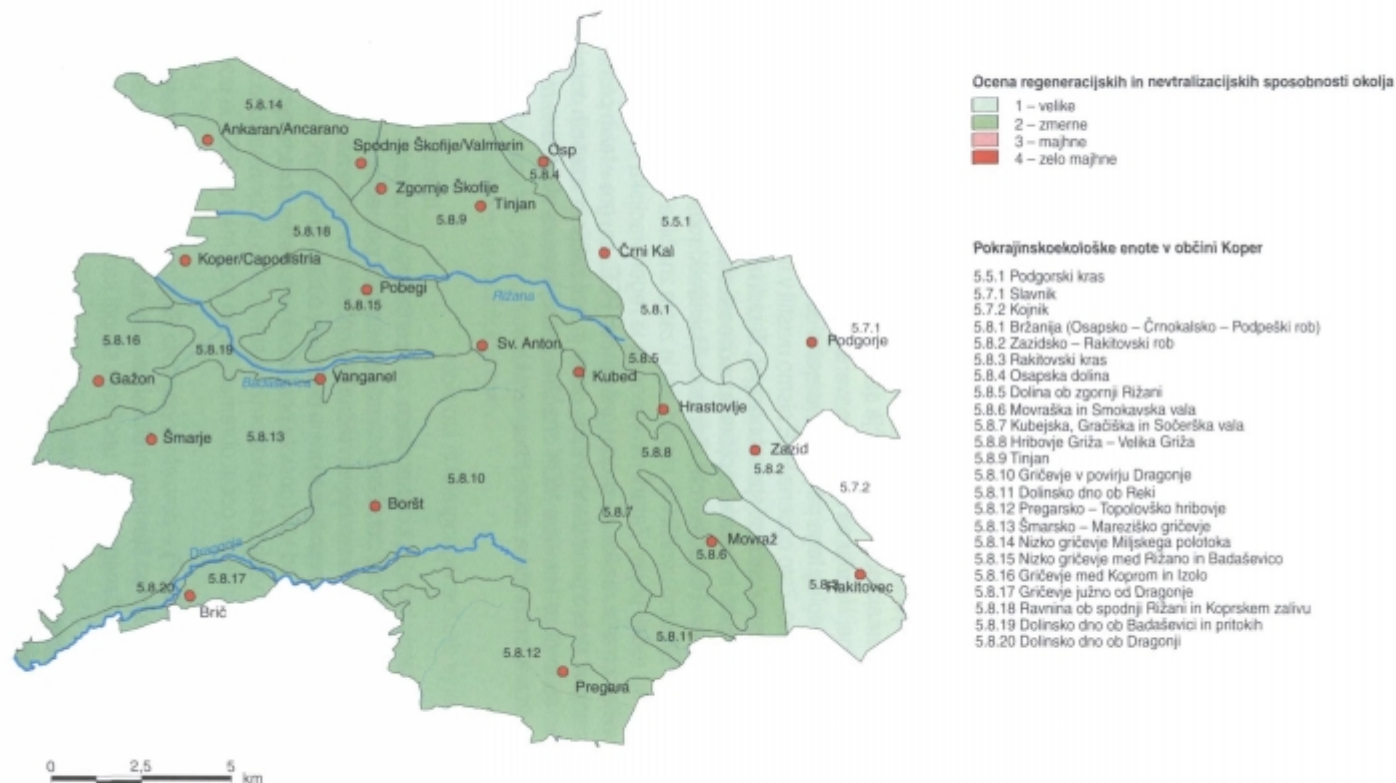 Ocena regeneracijskih in nevtralizacijskih sposobnosti okolja
1 – velike
2 – zmerne
3 – majhne
4 – zelo majhne
Pokrajinskoekološke enote v občini Koper
5.5.1 Podgorski kras
5.7.1 Slavnik
5.7.2 Kojnik
5.8.1 Bržanija (Osapsko – Črnokalsko – Podpeški rob)
5.8.2 Zazidsko – Rakitovski rob
5.8.3 Rakitovski kras
5.8.4 Osapska dolina
5.8.5 Dolina ob zgornji Rižani
5.8.6 Movraška in Smokavska vala
5.8.7 Kubejska, Gračiška in Sočerška vala
5.8.8 Hribovje Griža – Velika Griža
5.8.9 Tinjan
5.8.10 Gričevje v povirju Dragonje
5.8.11 Dolinsko dno ob Reki
5.8.12 Pregarsko – Topolovško hribovje
5.8.13 Šmarsko – Mareziško gričevje
5.8.14 Nizko gričevje Miljskega polotoka
5.8.15 Nizko gričevje med Rižano in Badaševico
5.8.16 Gričevje med Koprom in Izolo
5.8.17 Gričevje južno od Dragonje
5.8.18 Ravnina ob spodnji Rižani in Koprskem zalivu
5.8.19 Dolinsko dno ob Badaševici in pritokih
5.8.20 Dolinsko dno ob Dragonji
5.8.14
Ankaran/Ancarano
Spodnje Škofije/Valmarin
Osp
5.8.4
Zgornje Škofije
Tinjan
5.8.9
5.5.1
5.8.18
Črni Kal
Koper/Capodistria
Pobegi
5.8.15
Rižana
5.8.1
5.7.1
Podgorje
5.8.16
5.8.19
Sv. Anton
5.8.5
Kubed
Gažon
Badaševica
Vanganel
Hrastovlje
Šmarje
5.8.13
5.8.8
Zazid
5.8.2
5.8.10
5.7.2
Boršt
5.8.7
Movraž
5.8.6
Dragonja
5.8.20
5.8.17
Brič
5.8.3
Rakitovec
5.8.11
5.8.12
Pregara
0 2,5 5
km